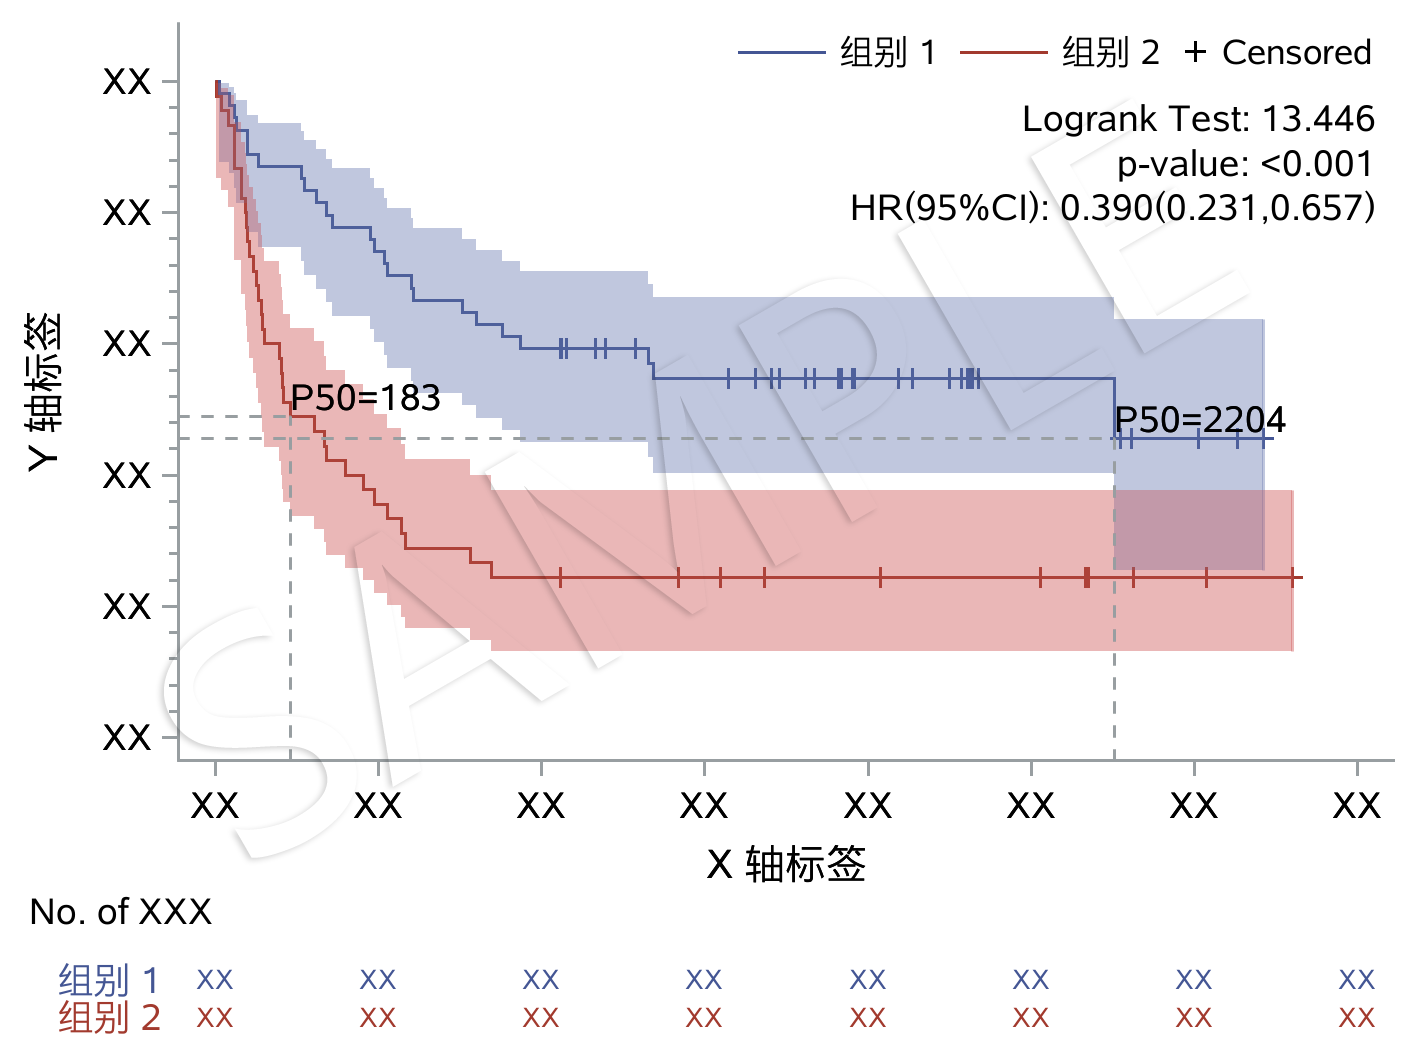 组别 1 组别 2 + Censored
Logrank Test: 13.446
p-value: <0.001
HR(95%CI): 0.390(0.231,0.657)
XX
XX
XX
XX
XX
XX
Y 轴标签
P50=183
P50=2204
SAMPLE
XX XX XX XX XX XX XX XX
X 轴标签
No. of XXX
组别 1 XX XX XX XX XX XX XX XX
组别 2 XX XX XX XX XX XX XX XX